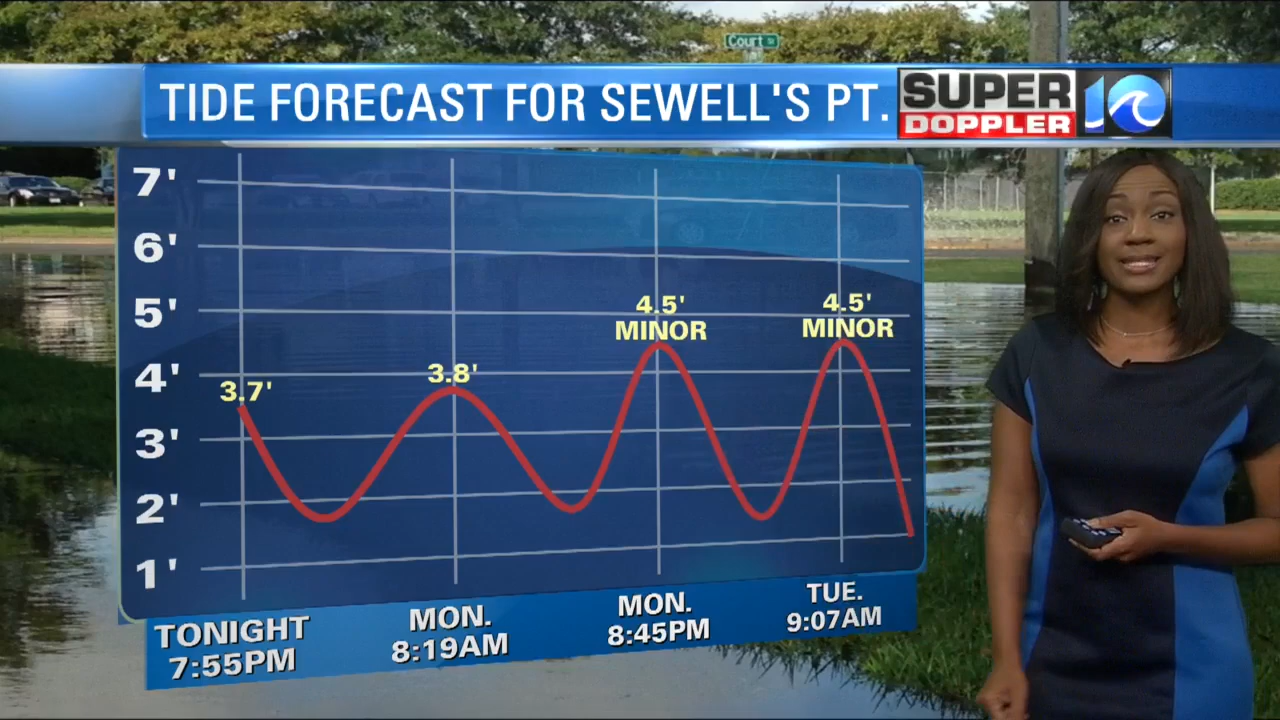 Court St
TIDE FORECAST FOR SEWELL'S PT.
SUPER
DOPPLER
10
7'
6'
5'
4'
3'
2'
1'
3.7'
3.8'
4.5'
MINOR
4.5'
MINOR
TONIGHT
7:55PM
MON.
8:19AM
MON.
8:45PM
TUE.
9:07AM